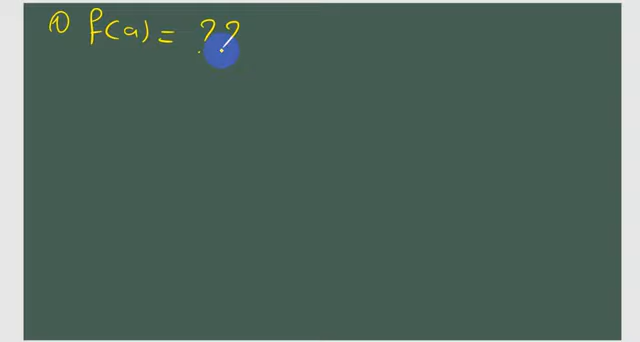 ① f(a) = ??